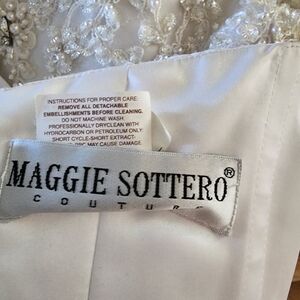 INSTRUCTIONS FOR PROPER CARE:
REMOVE ALL DETACHABLE
EMBELLISHMENTS BEFORE CLEANING.
DO NOT MACHINE WASH.
PROFESSIONALLY DRYCLEAN WITH
HYDROCARBON OR PETROLEUM ONLY.
SHORT CYCLE-SHORT EXTRACT-
MAY CAUSE DAMAGE.
MAGGIE SOTTERO®
COUTURE